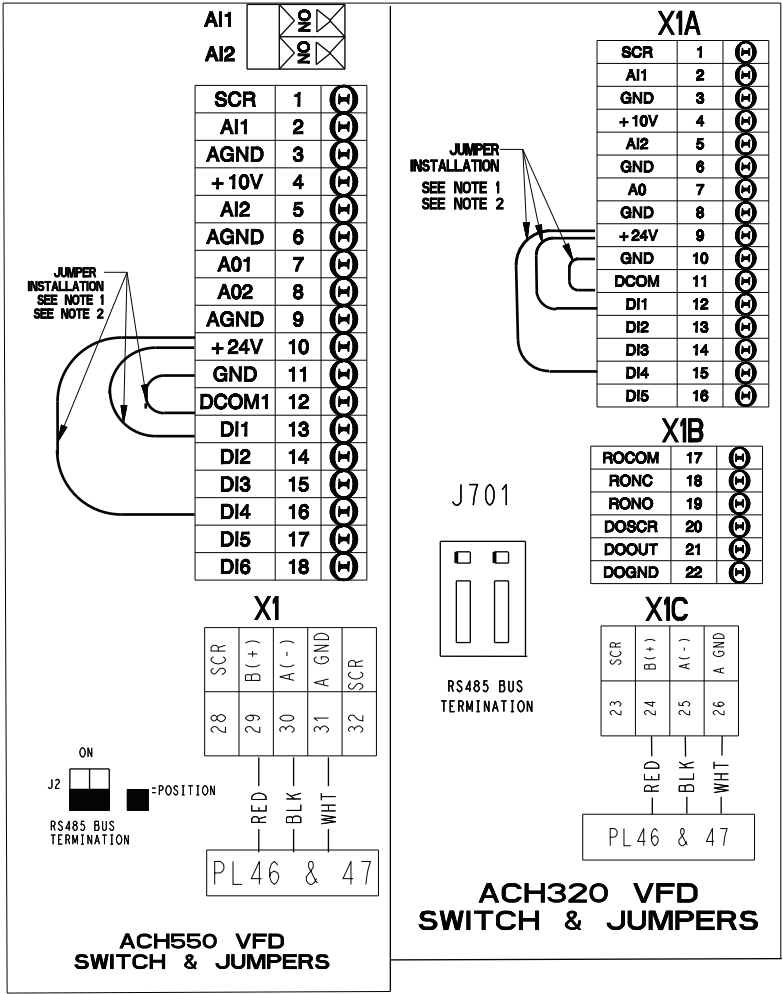 AI1 ON
AI2 ON
SCR 1
AI1 2
AGND 3
+10V 4
AI2 5
AGND 6
A01 7
A02 8
AGND 9
+24V 10
GND 11
DCOM1 12
DI1 13
DI2 14
DI3 15
DI4 16
DI5 17
DI6 18
JUMPER
INSTALLATION
SEE NOTE 1
SEE NOTE 2
X1
SCR B(+) A(-) A GND SCR
28 29 30 31 32
RED BLK WHT
PL46 & 47
ON
J2
=POSITION
RS485 BUS
TERMINATION
ACH550 VFD
SWITCH & JUMPERS
X1A
SCR 1
AI1 2
GND 3
+10V 4
AI2 5
GND 6
A0 7
GND 8
+24V 9
GND 10
DCOM 11
DI1 12
DI2 13
DI3 14
DI4 15
DI5 16
JUMPER
INSTALLATION
SEE NOTE 1
SEE NOTE 2
X1B
ROCOM 17
RONC 18
RONO 19
DOSCR 20
DOOUT 21
DOGND 22
J701
RS485 BUS
TERMINATION
X1C
SCR B(+) A(-) A GND
23 24 25 26
RED BLK WHT
PL46 & 47
ACH320 VFD
SWITCH & JUMPERS